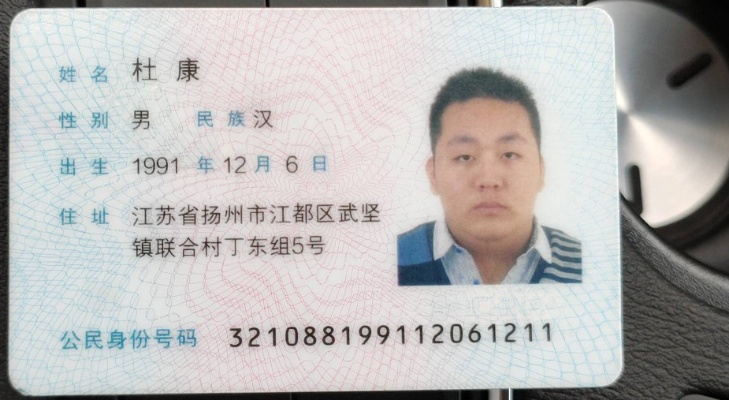 姓名 杜康
性别 男 民族 汉
出生 1991 年 12 月 6 日
住址 江苏省扬州市江都区武坚
镇联合村丁东组5号
公民身份号码 321088199112061211